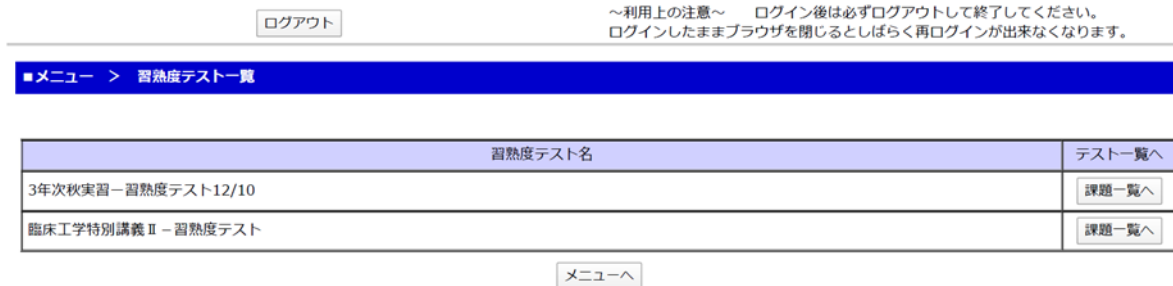 ログアウト
～利用上の注意～　　ログイン後は必ずログアウトして終了してください。
ログインしたままブラウザを閉じるとしばらく再ログインが出来なくなります。
■メニュー　＞　習熟度テスト一覧
習熟度テスト名　テスト一覧へ
3年次秋実習－習熟度テスト12/10　課題一覧へ
臨床工学特別講義Ⅱ－習熟度テスト　課題一覧へ
メニューへ